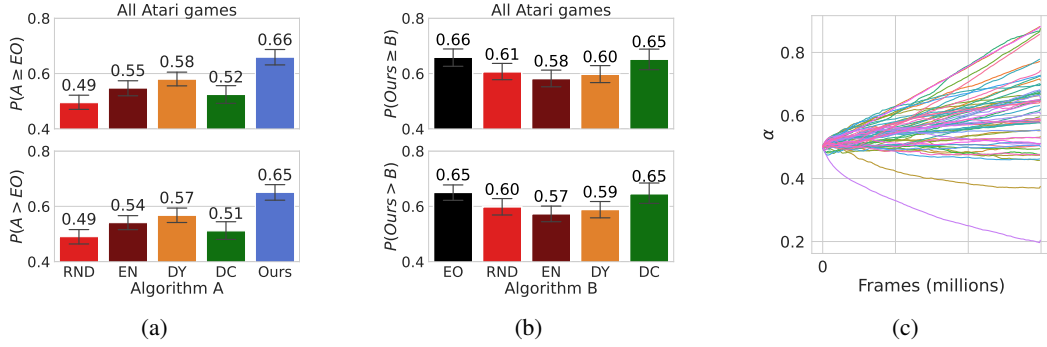 All Atari games
P(A ≥ EO)
0.8
0.6
0.4
0.49
0.55
0.58
0.52
0.66
P(A > EO)
0.8
0.6
0.4
0.49
0.54
0.57
0.51
0.65
RND EN DY DC Ours
Algorithm A
(a)
All Atari games
P(Ours ≥ B)
0.8
0.6
0.4
0.66
0.61
0.58
0.60
0.65
P(Ours > B)
0.8
0.6
0.4
0.65
0.60
0.57
0.59
0.65
EO RND EN DY DC
Algorithm B
(b)
α
0.8
0.6
0.4
0.2
0
Frames (millions)
(c)